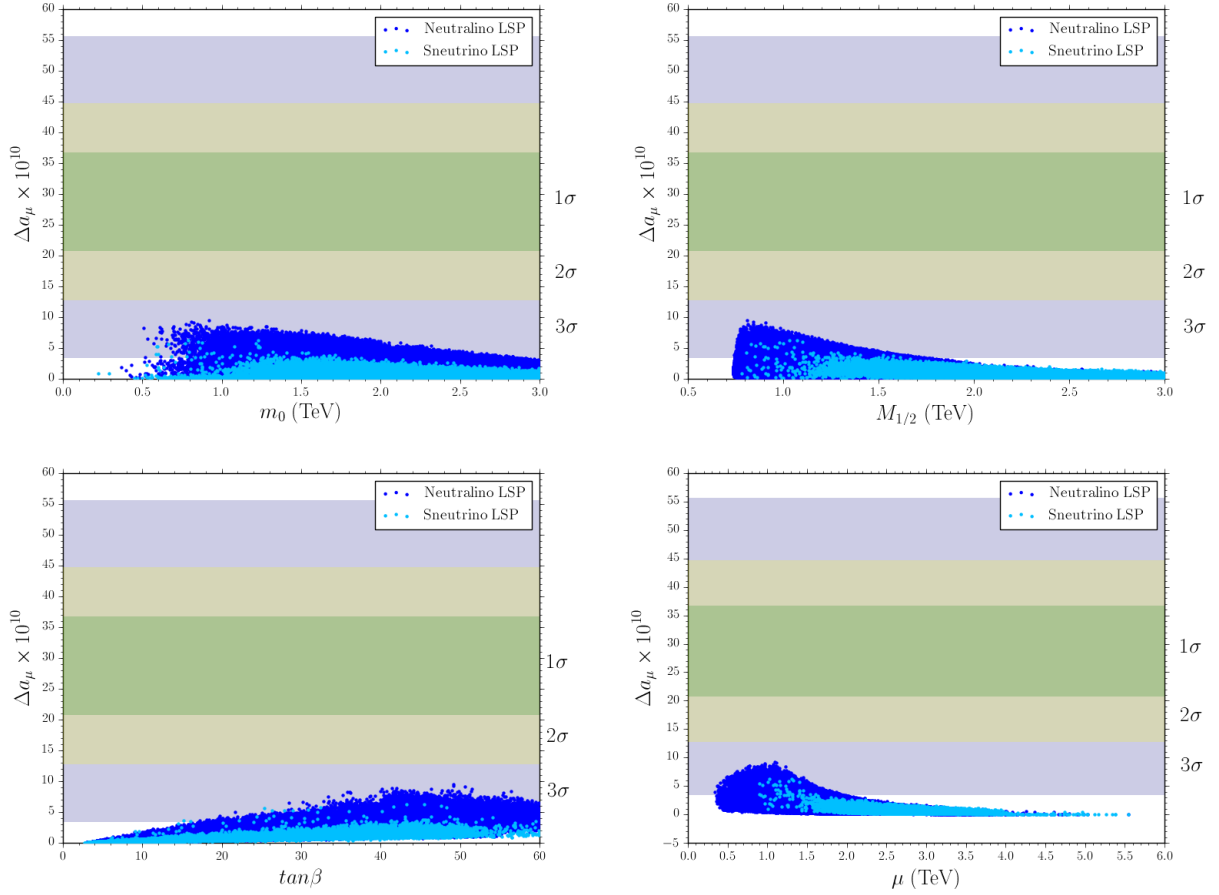 60
55
50
45
40
35
30
25
20
15
10
5
0
Δaμ × 10^10
Neutralino LSP
Sneutrino LSP
1σ
2σ
3σ
0.0 0.5 1.0 1.5 2.0 2.5 3.0
m0 (TeV)
60
55
50
45
40
35
30
25
20
15
10
5
0
Δaμ × 10^10
Neutralino LSP
Sneutrino LSP
1σ
2σ
3σ
0.5 1.0 1.5 2.0 2.5 3.0
M1/2 (TeV)
60
55
50
45
40
35
30
25
20
15
10
5
0
Δaμ × 10^10
Neutralino LSP
Sneutrino LSP
1σ
2σ
3σ
0 10 20 30 40 50 60
tanβ
60
55
50
45
40
35
30
25
20
15
10
5
0
−5
Δaμ × 10^10
Neutralino LSP
Sneutrino LSP
1σ
2σ
3σ
0.0 0.5 1.0 1.5 2.0 2.5 3.0 3.5 4.0 4.5 5.0 5.5 6.0
μ (TeV)